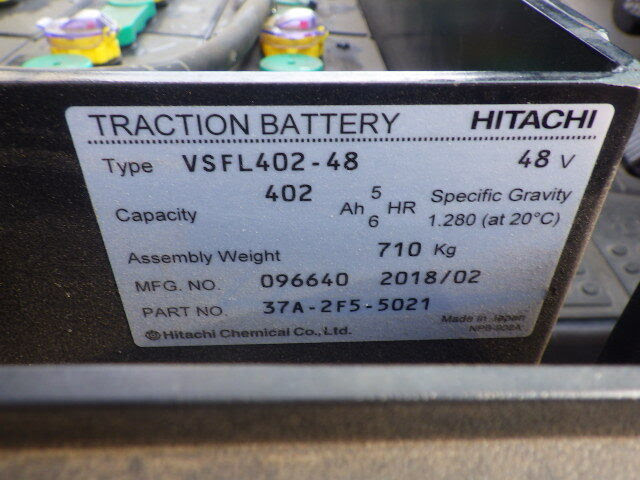 TRACTION BATTERY HITACHI
Type VSFL402-48 48 V
Capacity 402 Ah 5 6 HR Specific Gravity 1.280 (at 20°C)
Assembly Weight 710 Kg
MFG. NO. 096640 2018/02
PART NO. 37A-2F5-5021
Hitachi Chemical Co., Ltd. Made in Japan